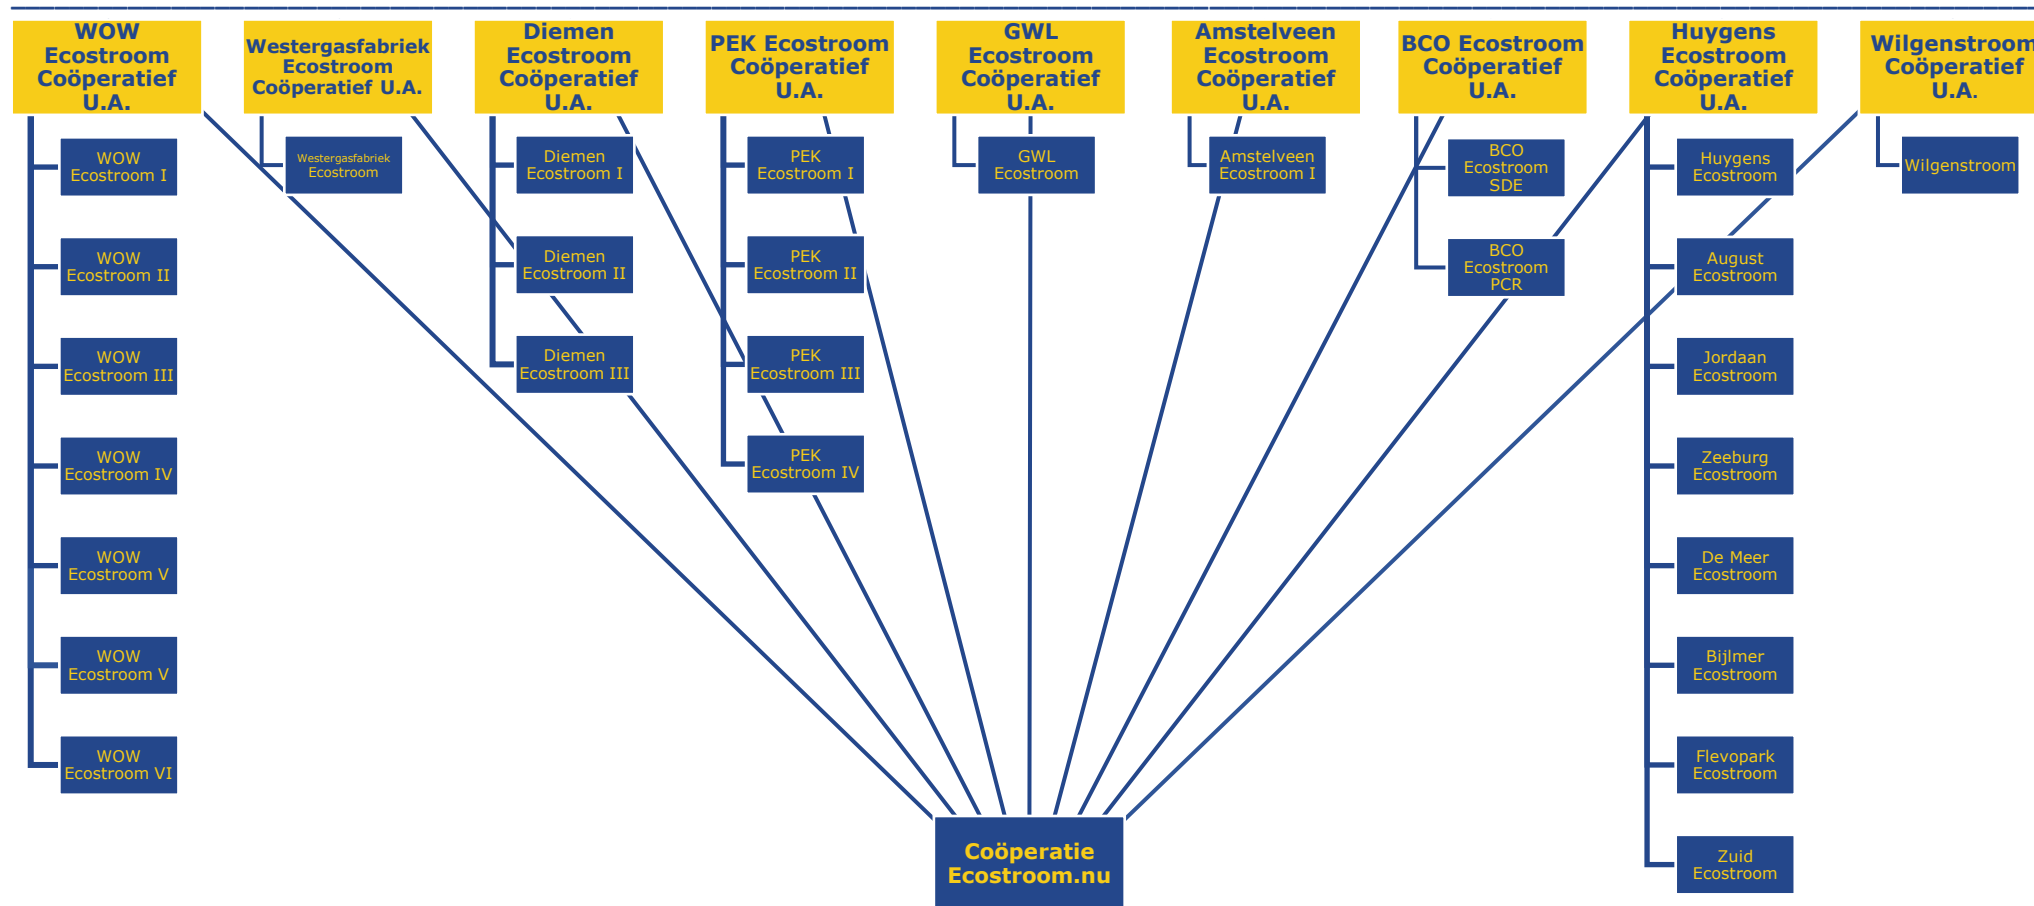 WOW
Ecostroom
Coöperatief
U.A.
WOW
Ecostroom I
WOW
Ecostroom II
WOW
Ecostroom III
WOW
Ecostroom IV
WOW
Ecostroom V
WOW
Ecostroom V
WOW
Ecostroom VI
Westergasfabriek
Ecostroom
Coöperatief U.A.
Westergasfabriek
Ecostroom
Diemen
Ecostroom
Coöperatief
U.A.
Diemen
Ecostroom I
Diemen
Ecostroom II
Diemen
Ecostroom III
PEK Ecostroom
Coöperatief
U.A.
PEK
Ecostroom I
PEK
Ecostroom II
PEK
Ecostroom III
PEK
Ecostroom IV
GWL
Ecostroom
Coöperatief
U.A.
GWL
Ecostroom
Amstelveen
Ecostroom
Coöperatief
U.A.
Amstelveen
Ecostroom I
BCO Ecostroom
Coöperatief
U.A.
BCO
Ecostroom
SDE
BCO
Ecostroom
PCR
Huygens
Ecostroom
Coöperatief
U.A.
Huygens
Ecostroom
August
Ecostroom
Jordaan
Ecostroom
Zeeburg
Ecostroom
De Meer
Ecostroom
Bijlmer
Ecostroom
Flevopark
Ecostroom
Zuid
Ecostroom
Wilgenstroom
Coöperatief
U.A.
Wilgenstroom
Coöperatie
Ecostroom.nu